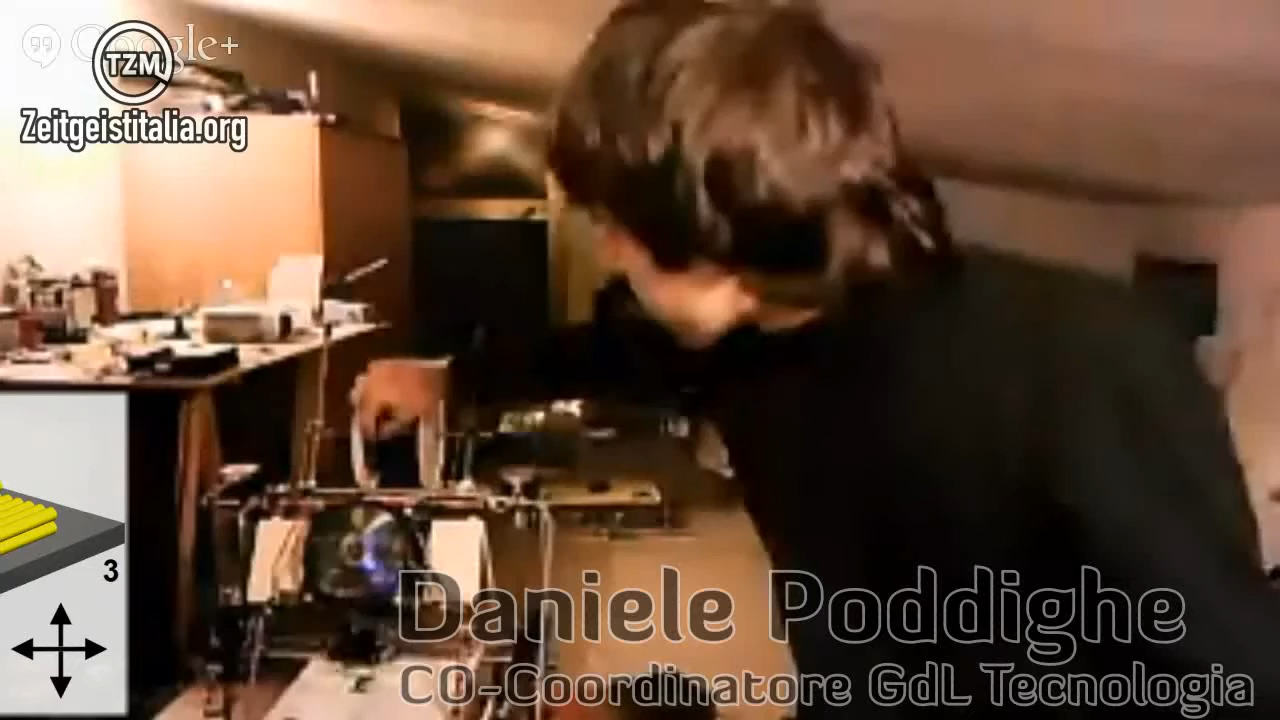 Google+
TZM
Zeitgeistitalia.org
3
Daniele Poddighe
CO-Coordinatore GdL Tecnologia